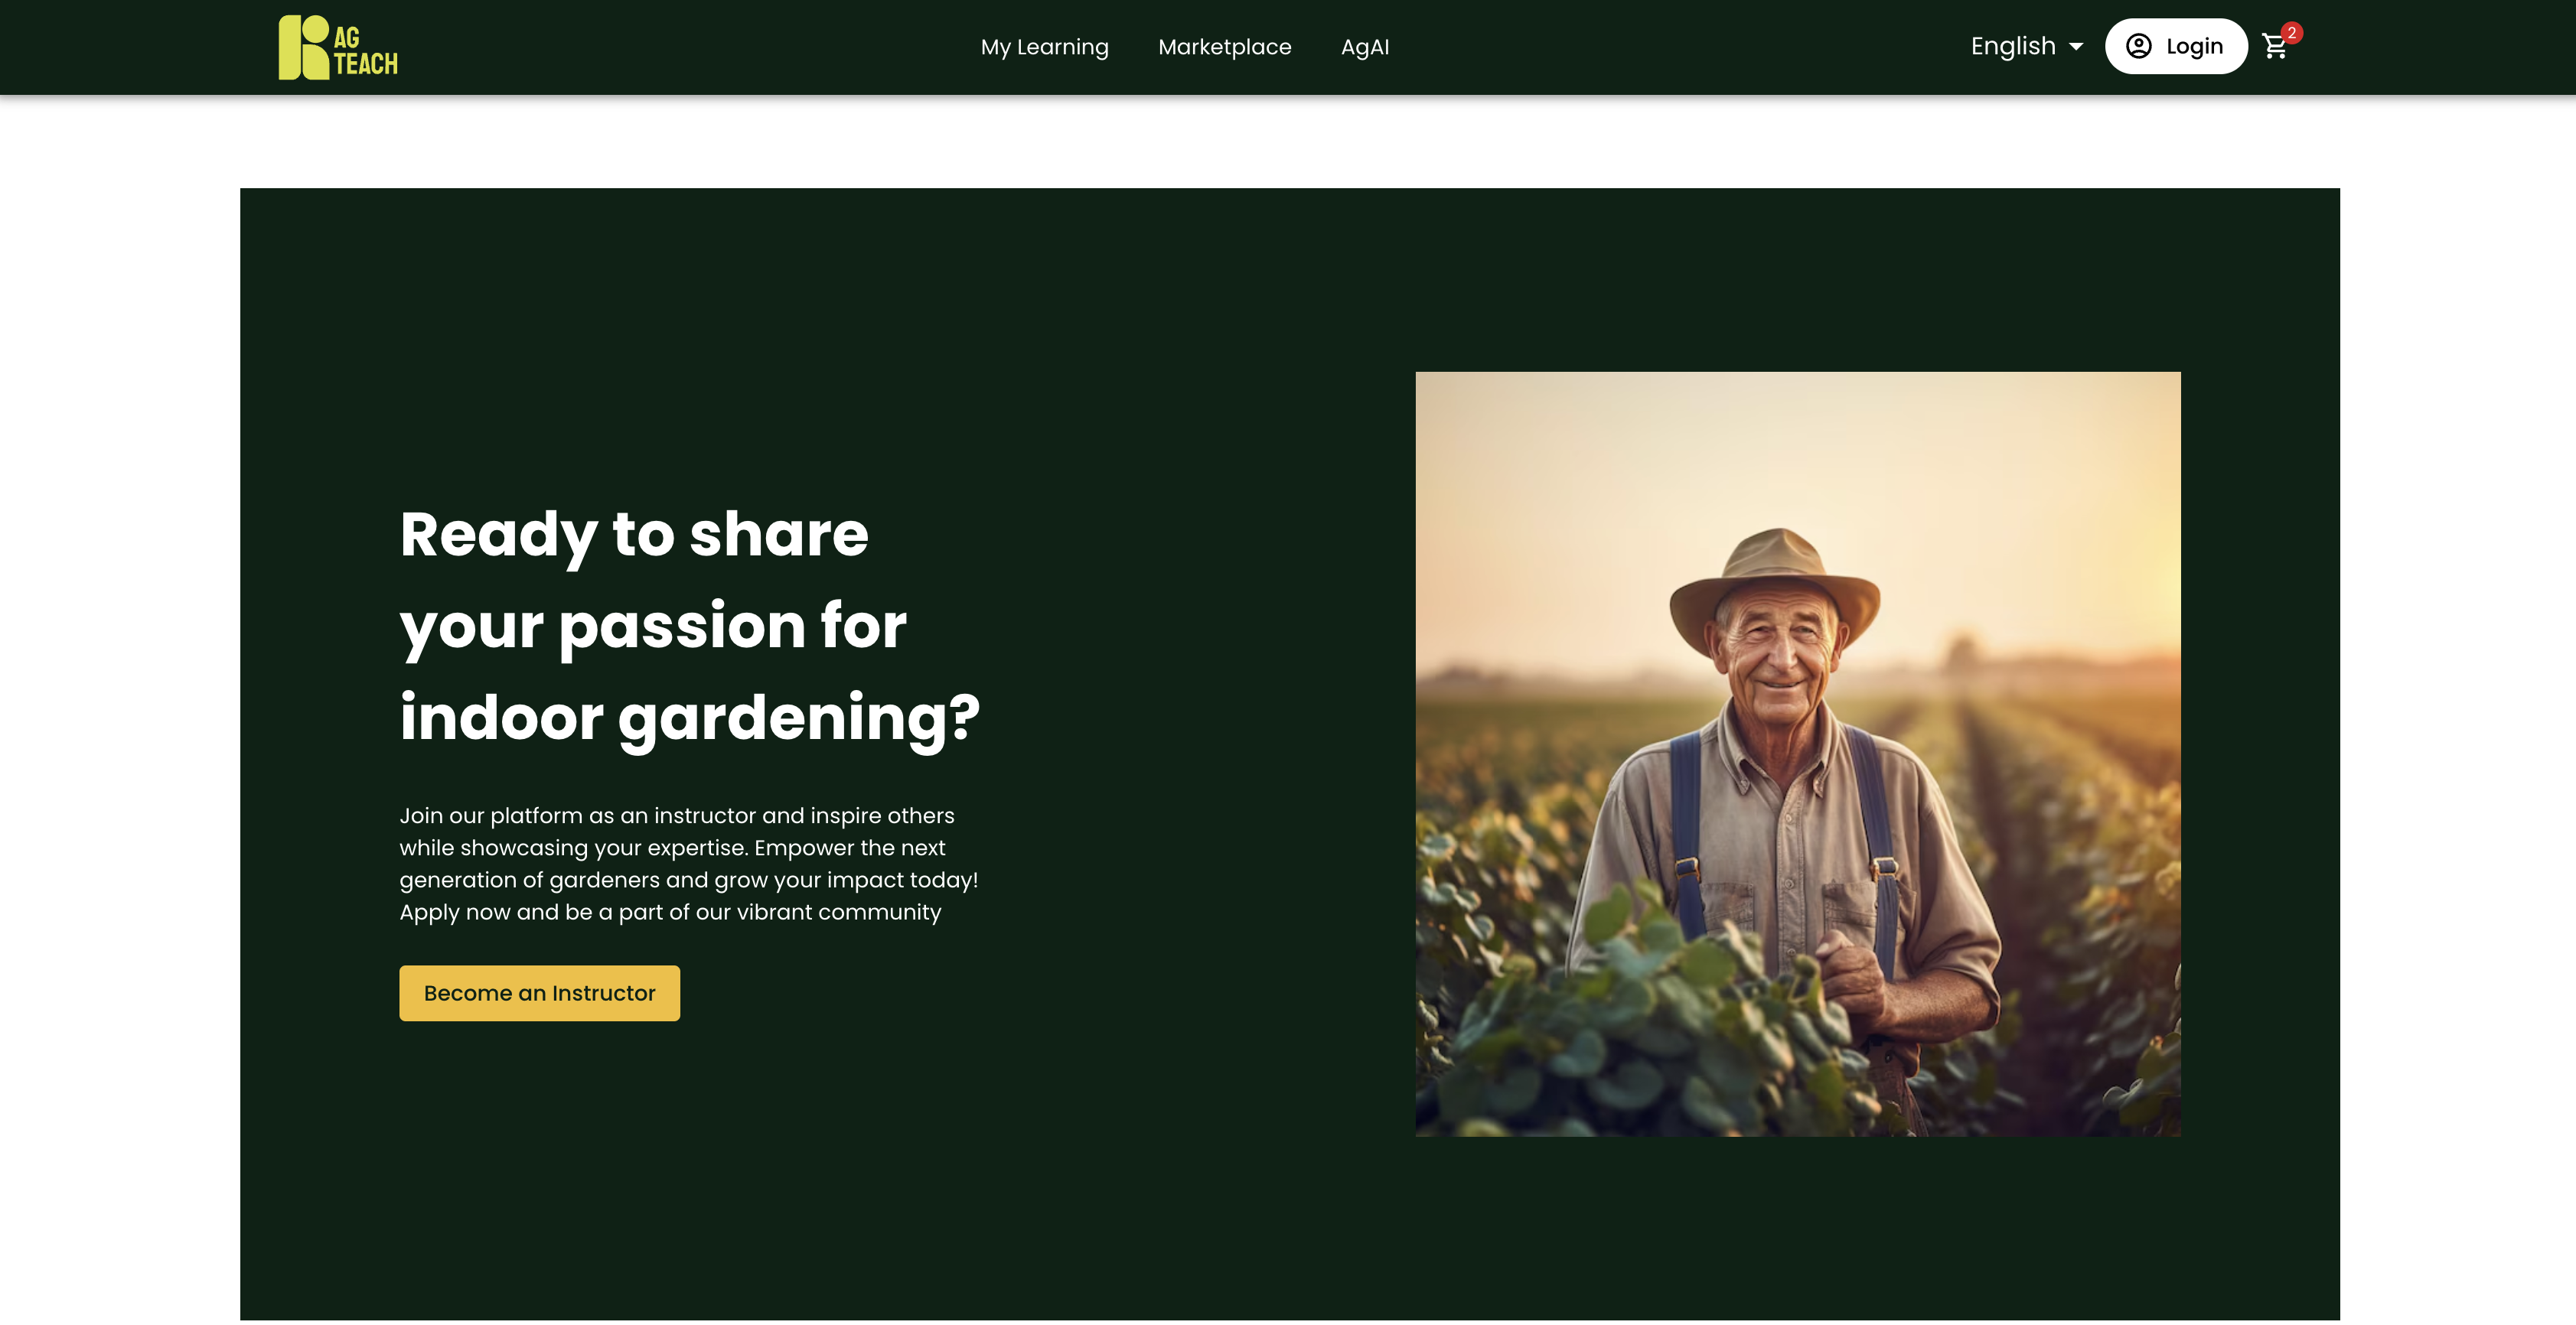 AG
TEACH
My Learning
Marketplace
AgAI
English
Login
2
Ready to share
your passion for
indoor gardening?
Join our platform as an instructor and inspire others
while showcasing your expertise. Empower the next
generation of gardeners and grow your impact today!
Apply now and be a part of our vibrant community
Become an Instructor